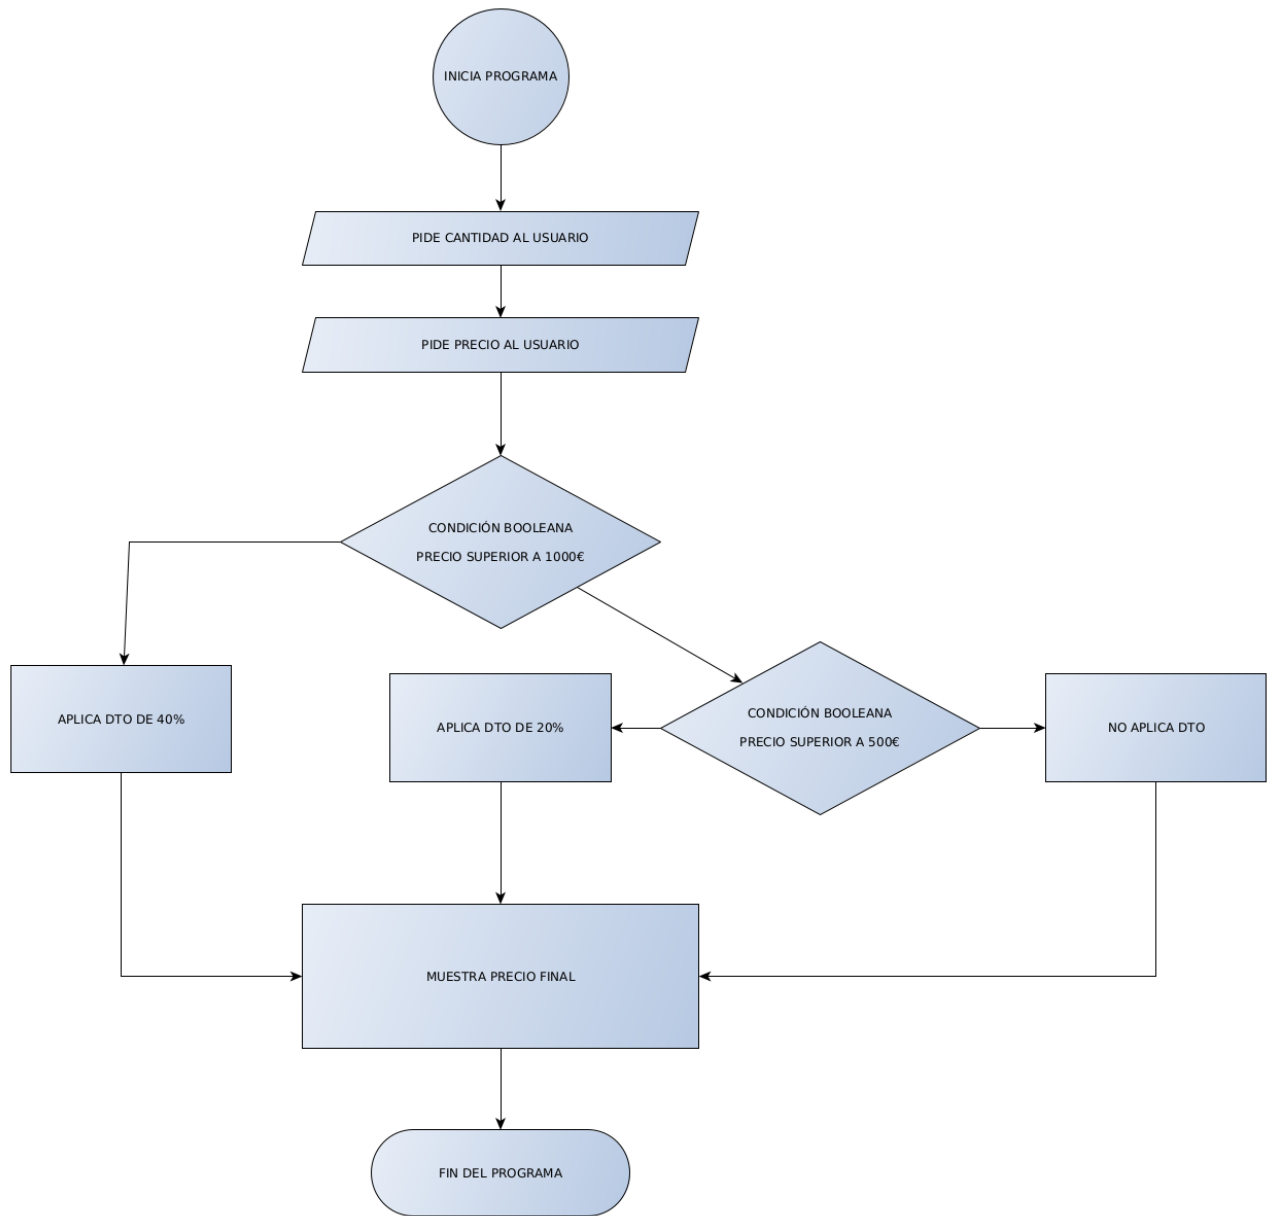 INICIA PROGRAMA
PIDE CANTIDAD AL USUARIO
PIDE PRECIO AL USUARIO
CONDICIÓN BOOLEANA
PRECIO SUPERIOR A 1000€
APLICA DTO DE 40%
APLICA DTO DE 20%
CONDICIÓN BOOLEANA
PRECIO SUPERIOR A 500€
NO APLICA DTO
MUESTRA PRECIO FINAL
FIN DEL PROGRAMA